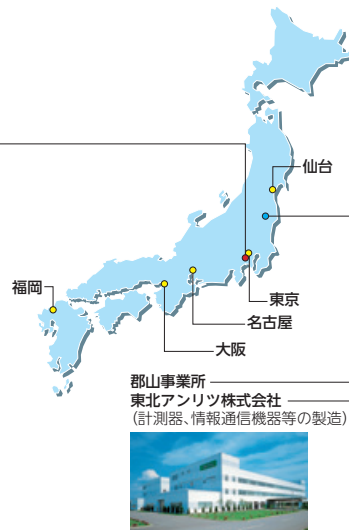 仙台
福岡
東京
名古屋
大阪
郡山事業所
東北アンリツ株式会社
(計測器、情報通信機器等の製造)